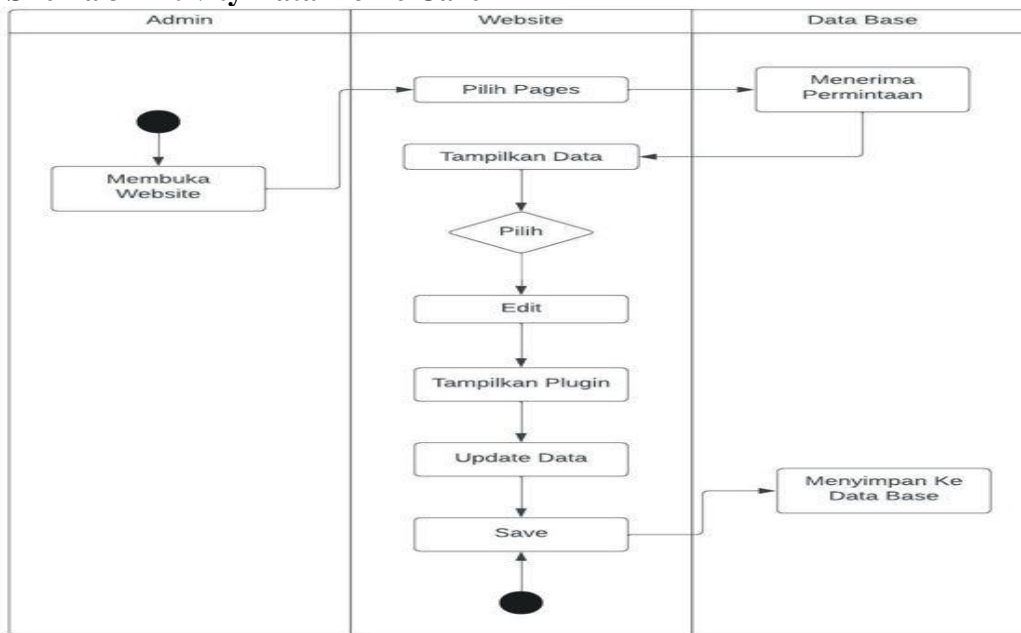 Admin
Website
Data Base
Pilih Pages
Menerima
Permintaan
Tampilkan Data
Membuka
Website
Pilih
Edit
Tampilkan Plugin
Update Data
Menyimpan Ke
Data Base
Save